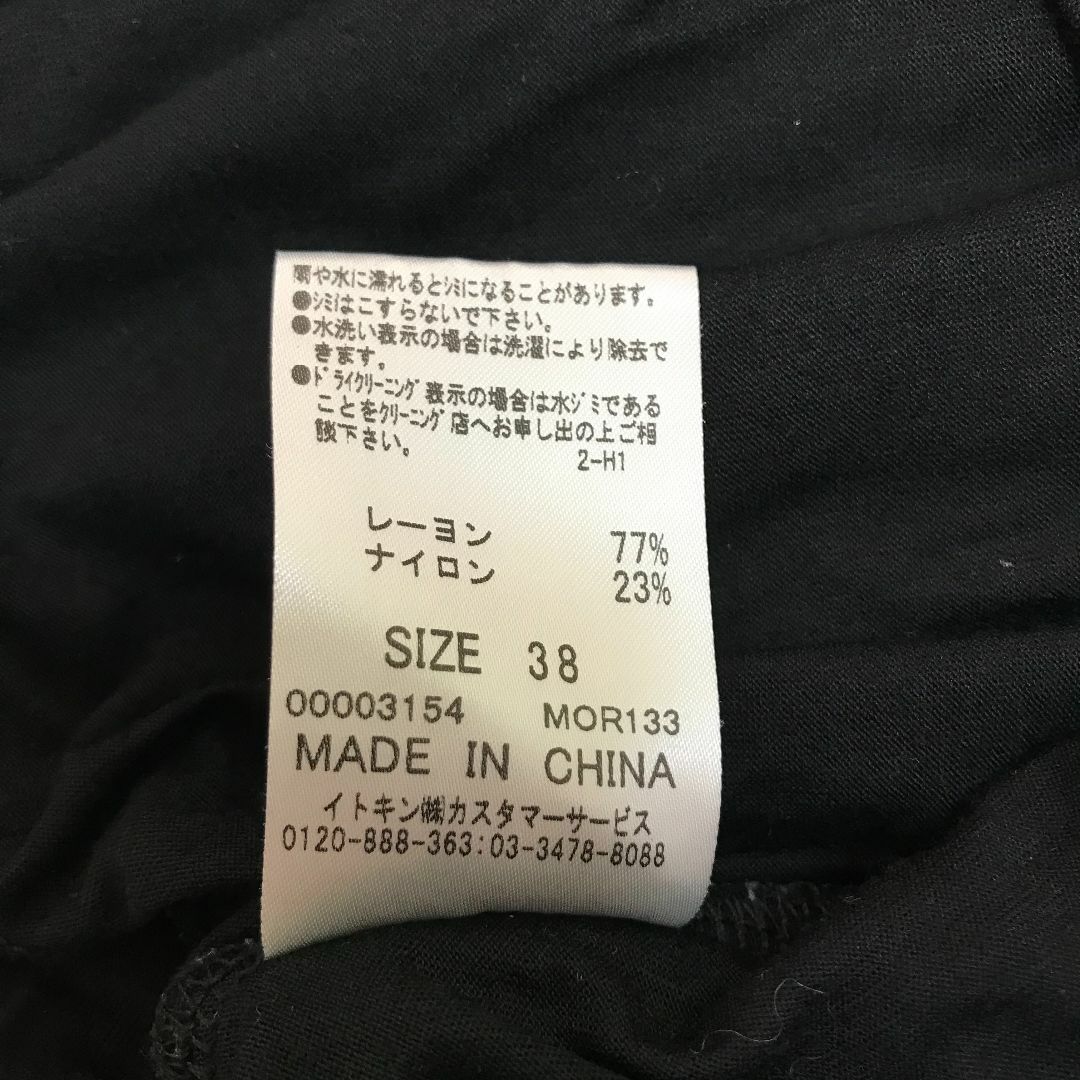 雨や水に濡れるとシミになることがあります。
●シミはこすらないで下さい。
●水洗い表示の場合は洗濯により除去で
きます。
●ドライクリーニング表示の場合は水ジミである
ことをクリーニング店へお申し出の上ご相
談下さい。
2-H1
レーヨン 77%
ナイロン 23%
SIZE 38
00003154 MOR133
MADE IN CHINA
イトキン㈱カスタマーサービス
0120-888-363:03-3478-8088